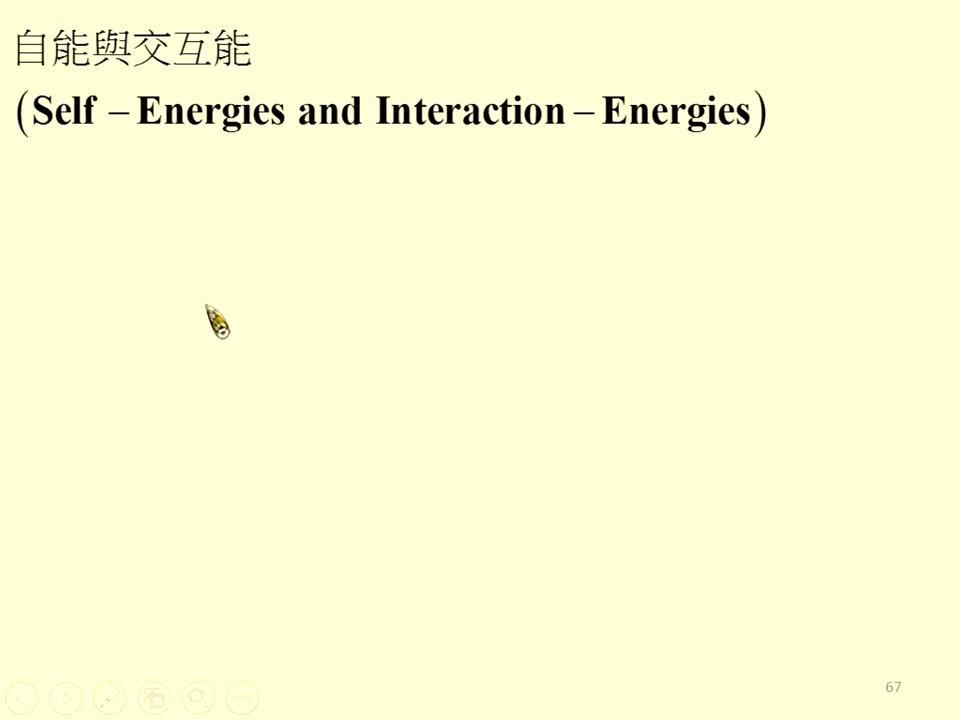 自能與交互能
(Self – Energies and Interaction – Energies)
67